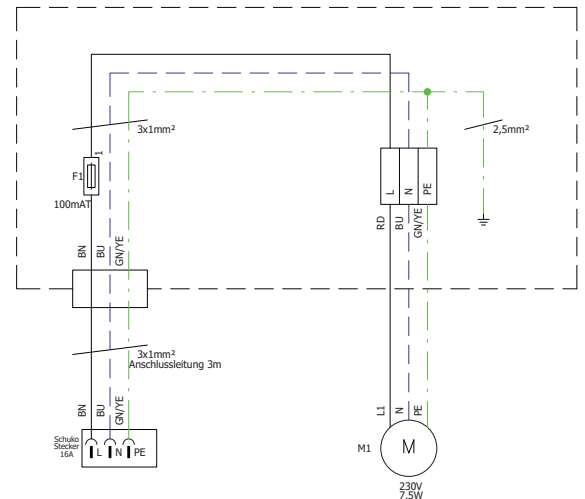 3x1mm²
2,5mm²
1
F1
100mAT
L
N
PE
RD
BU
GN/YE
BN
BU
GN/YE
3x1mm²
Anschlussleitung 3m
BN
BU
GN/YE
L1
N
PE
Schuko
Stecker
16A
L N PE
M1
M
230V
7.5W